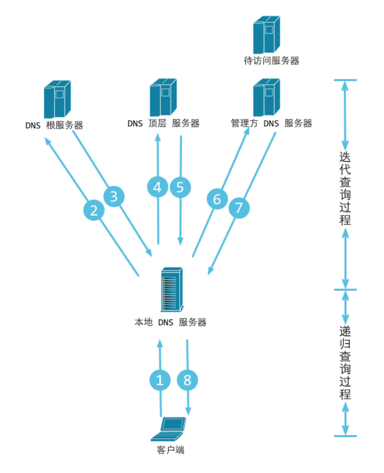 待访问服务器
DNS 根服务器
DNS 顶层 服务器
管理方 DNS 服务器
2
3
4
5
6
7
迭代查询过程
本地 DNS 服务器
1
8
递归查询过程
客户端